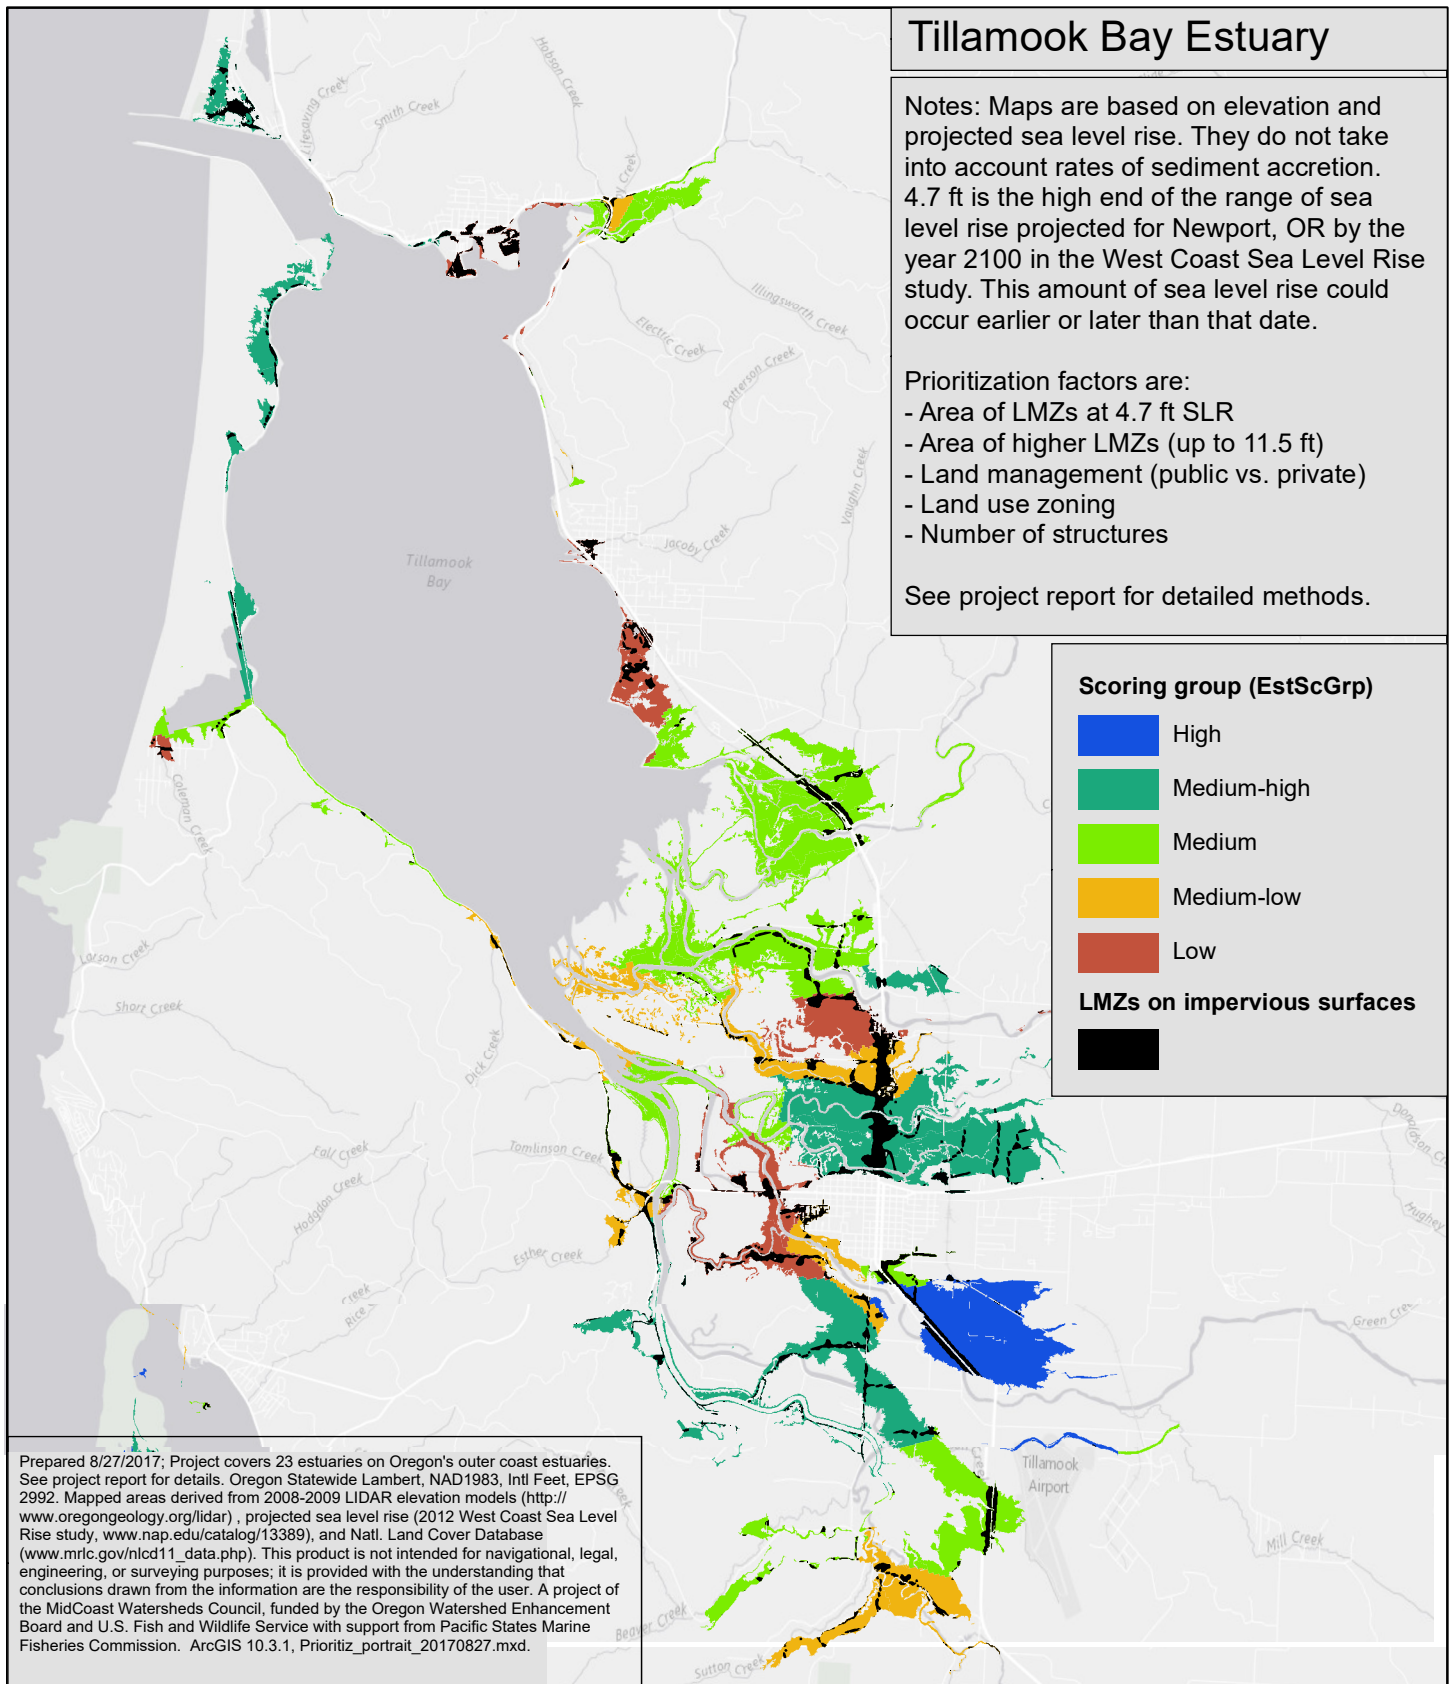 Tillamook Bay Estuary
Notes: Maps are based on elevation and
projected sea level rise. They do not take
into account rates of sediment accretion.
4.7 ft is the high end of the range of sea
level rise projected for Newport, OR by the
year 2100 in the West Coast Sea Level Rise
study. This amount of sea level rise could
occur earlier or later than that date.
Prioritization factors are:
- Area of LMZs at 4.7 ft SLR
- Area of higher LMZs (up to 11.5 ft)
- Land management (public vs. private)
- Land use zoning
- Number of structures
See project report for detailed methods.
Scoring group (EstScGrp)
High
Medium-high
Medium
Medium-low
Low
LMZs on impervious surfaces
Hobson Creek
Lifesaving Creek
Smith Creek
Illingsworth Creek
Electric Creek
Patterson Creek
Vaughn Creek
Jacoby Creek
Tillamook
Bay
Coleman Creek
Larson Creek
Short Creek
Dick Creek
Tomlinson Creek
Fall Creek
Hodgdon Creek
Esther Creek
Creek
Rice
Donaldson Cr
Hughey
Green Cre
Tillamook
Airport
Mill Creek
Beaver Creek
Sutton Creek
Prepared 8/27/2017; Project covers 23 estuaries on Oregon's outer coast estuaries.
See project report for details. Oregon Statewide Lambert, NAD1983, Intl Feet, EPSG
2992. Mapped areas derived from 2008-2009 LIDAR elevation models (http://
www.oregongeology.org/lidar) , projected sea level rise (2012 West Coast Sea Level
Rise study, www.nap.edu/catalog/13389), and Natl. Land Cover Database
(www.mrlc.gov/nlcd11_data.php). This product is not intended for navigational, legal,
engineering, or surveying purposes; it is provided with the understanding that
conclusions drawn from the information are the responsibility of the user. A project of
the MidCoast Watersheds Council, funded by the Oregon Watershed Enhancement
Board and U.S. Fish and Wildlife Service with support from Pacific States Marine
Fisheries Commission. ArcGIS 10.3.1, Prioritiz_portrait_20170827.mxd.